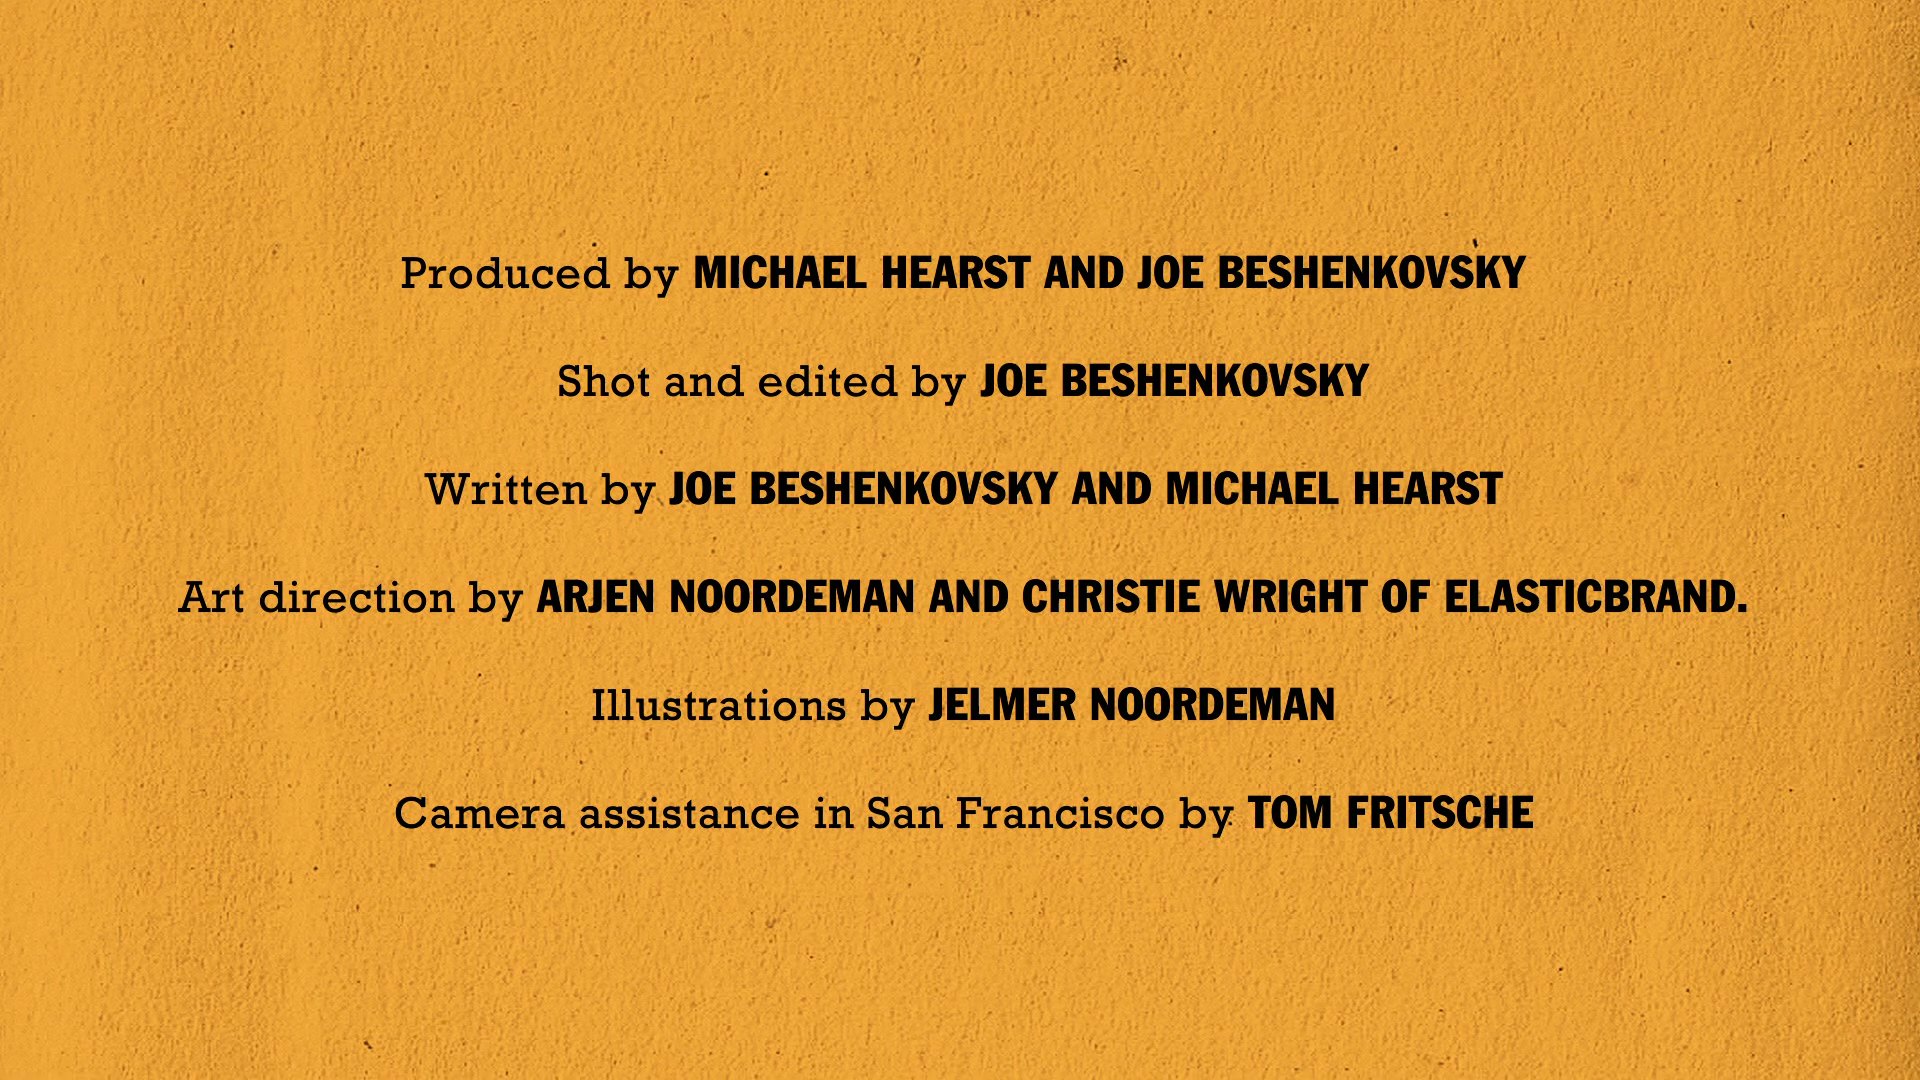 Produced by MICHAEL HEARST AND JOE BESHENKOVSKY
Shot and edited by JOE BESHENKOVSKY
Written by JOE BESHENKOVSKY AND MICHAEL HEARST
Art direction by ARJEN NOORDEMAN AND CHRISTIE WRIGHT OF ELASTICBRAND.
Illustrations by JELMER NOORDEMAN
Camera assistance in San Francisco by TOM FRITSCHE